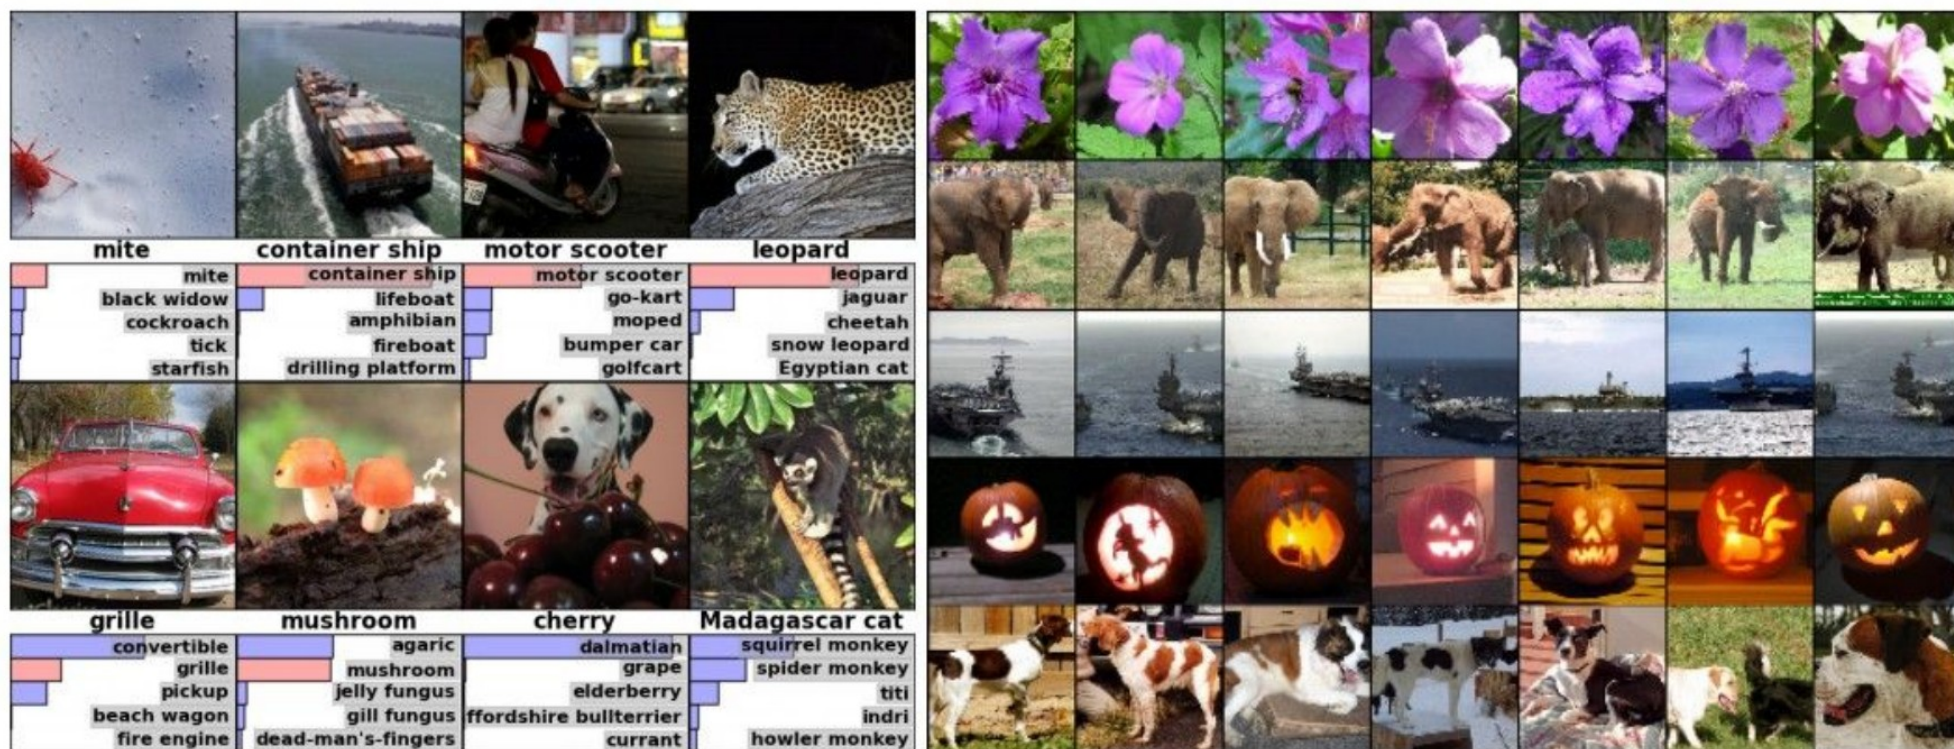 mite
container ship
motor scooter
leopard
mite
black widow
cockroach
tick
starfish
container ship
lifeboat
amphibian
fireboat
drilling platform
motor scooter
go-kart
moped
bumper car
golfcart
leopard
jaguar
cheetah
snow leopard
Egyptian cat
grille
mushroom
cherry
Madagascar cat
convertible
grille
pickup
beach wagon
fire engine
agaric
mushroom
jelly fungus
gill fungus
dead-man's-fingers
dalmatian
grape
elderberry
ffordshire bullterrier
currant
squirrel monkey
spider monkey
titi
indri
howler monkey